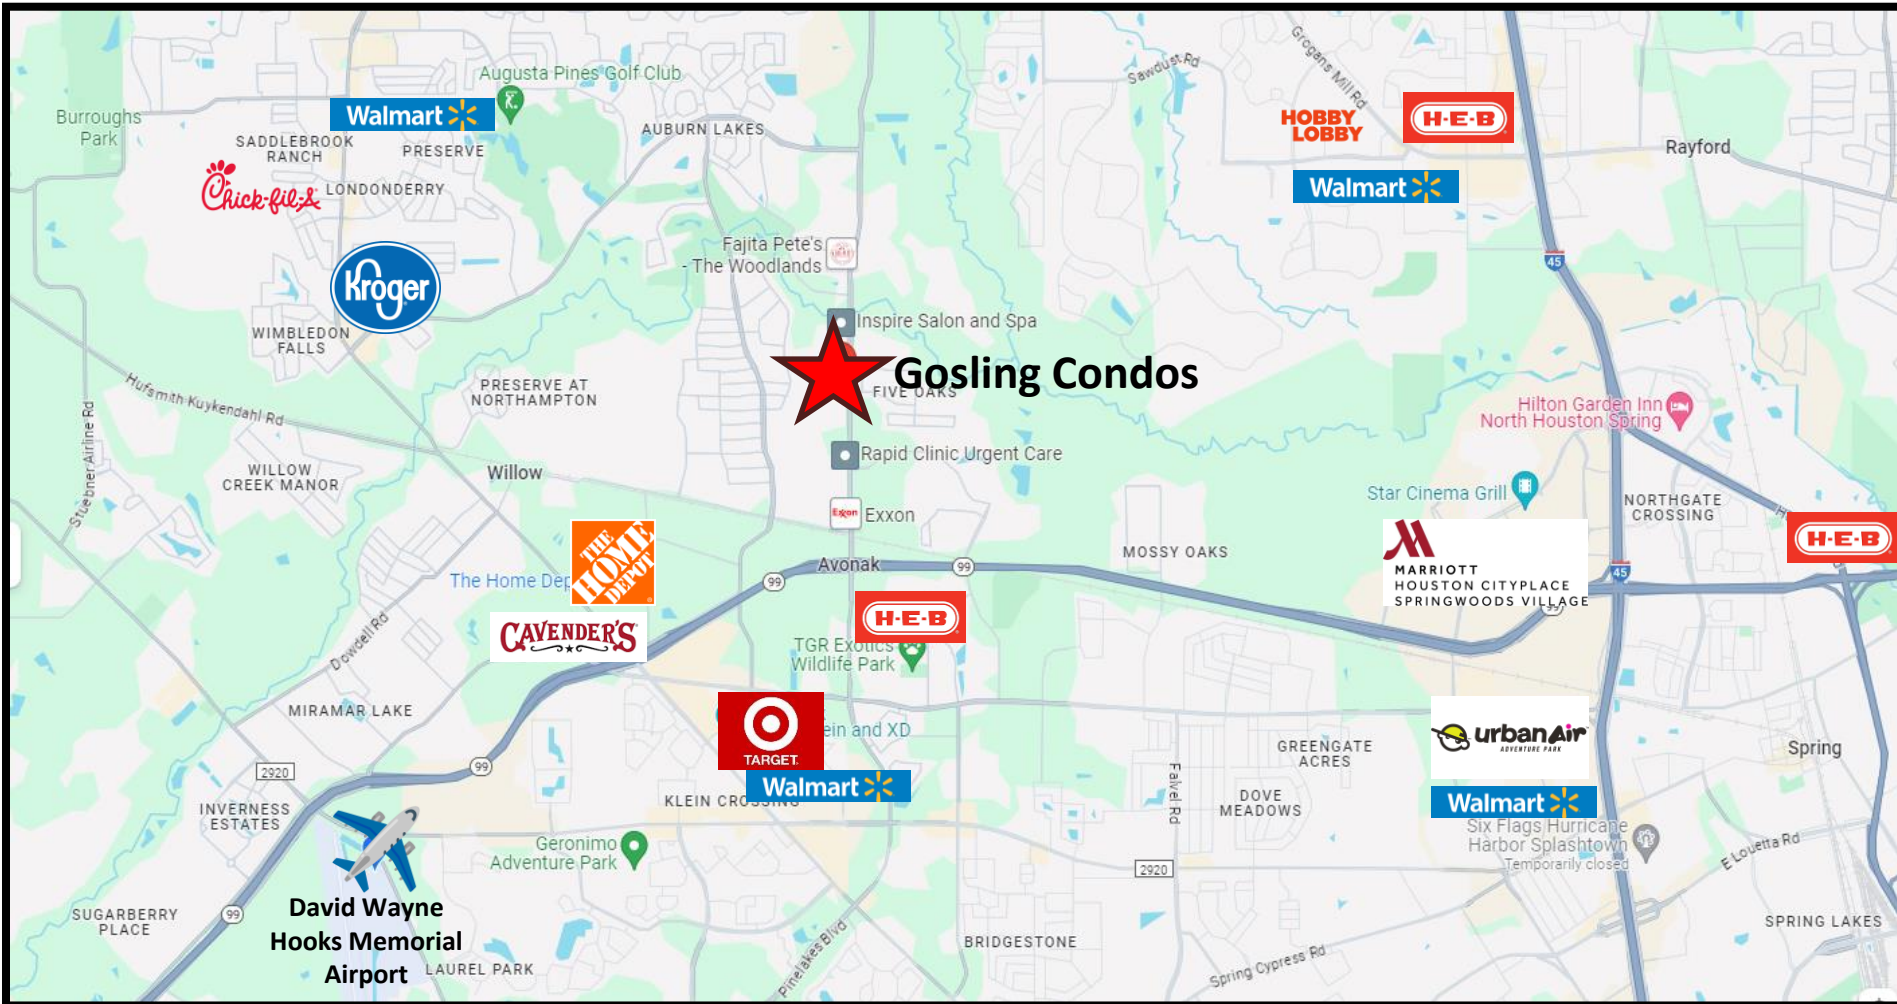 Grogans Mill Rd
Sawdust Rd
Augusta Pines Golf Club
Burroughs
Park
Walmart
HOBBY
LOBBY
H-E-B
SADDLEBROOK
RANCH
PRESERVE
AUBURN LAKES
Rayford
Chick-fil-A
LONDONDERRY
Walmart
Fajita Pete's
- The Woodlands
45
Kroger
WIMBLEDON
FALLS
Inspire Salon and Spa
Gosling Condos
FIVE OAKS
PRESERVE AT
NORTHAMPTON
Hufsmith Kuykendahl Rd
Stuebner Airline Rd
Hilton Garden Inn
North Houston Spring
Rapid Clinic Urgent Care
WILLOW
CREEK MANOR
Willow
Star Cinema Grill
NORTHGATE
CROSSING
Exxon
Exxon
THE
HOME
DEPOT
The Home Dep
Avonak
99
99
MOSSY OAKS
MARRIOTT
HOUSTON CITYPLACE
SPRINGWOODS VILLAGE
99
45
H-E-B
H-E-B
CAVENDER'S
Dowdell Rd
TGR Exotics
Wildlife Park
MIRAMAR LAKE
TARGET
ein and XD
urbanAir
ADVENTURE PARK
GREENGATE
ACRES
Spring
2920
99
Walmart
KLEIN CROSSING
Falvel Rd
DOVE
MEADOWS
Walmart
INVERNESS
ESTATES
Six Flags Hurricane
Harbor Splashtown
Temporarily closed
E Louetta Rd
Geronimo
Adventure Park
2920
SUGARBERRY
PLACE
99
David Wayne
Hooks Memorial
Airport
LAUREL PARK
Pinelakes Blvd
BRIDGESTONE
Spring Cypress Rd
SPRING LAKES